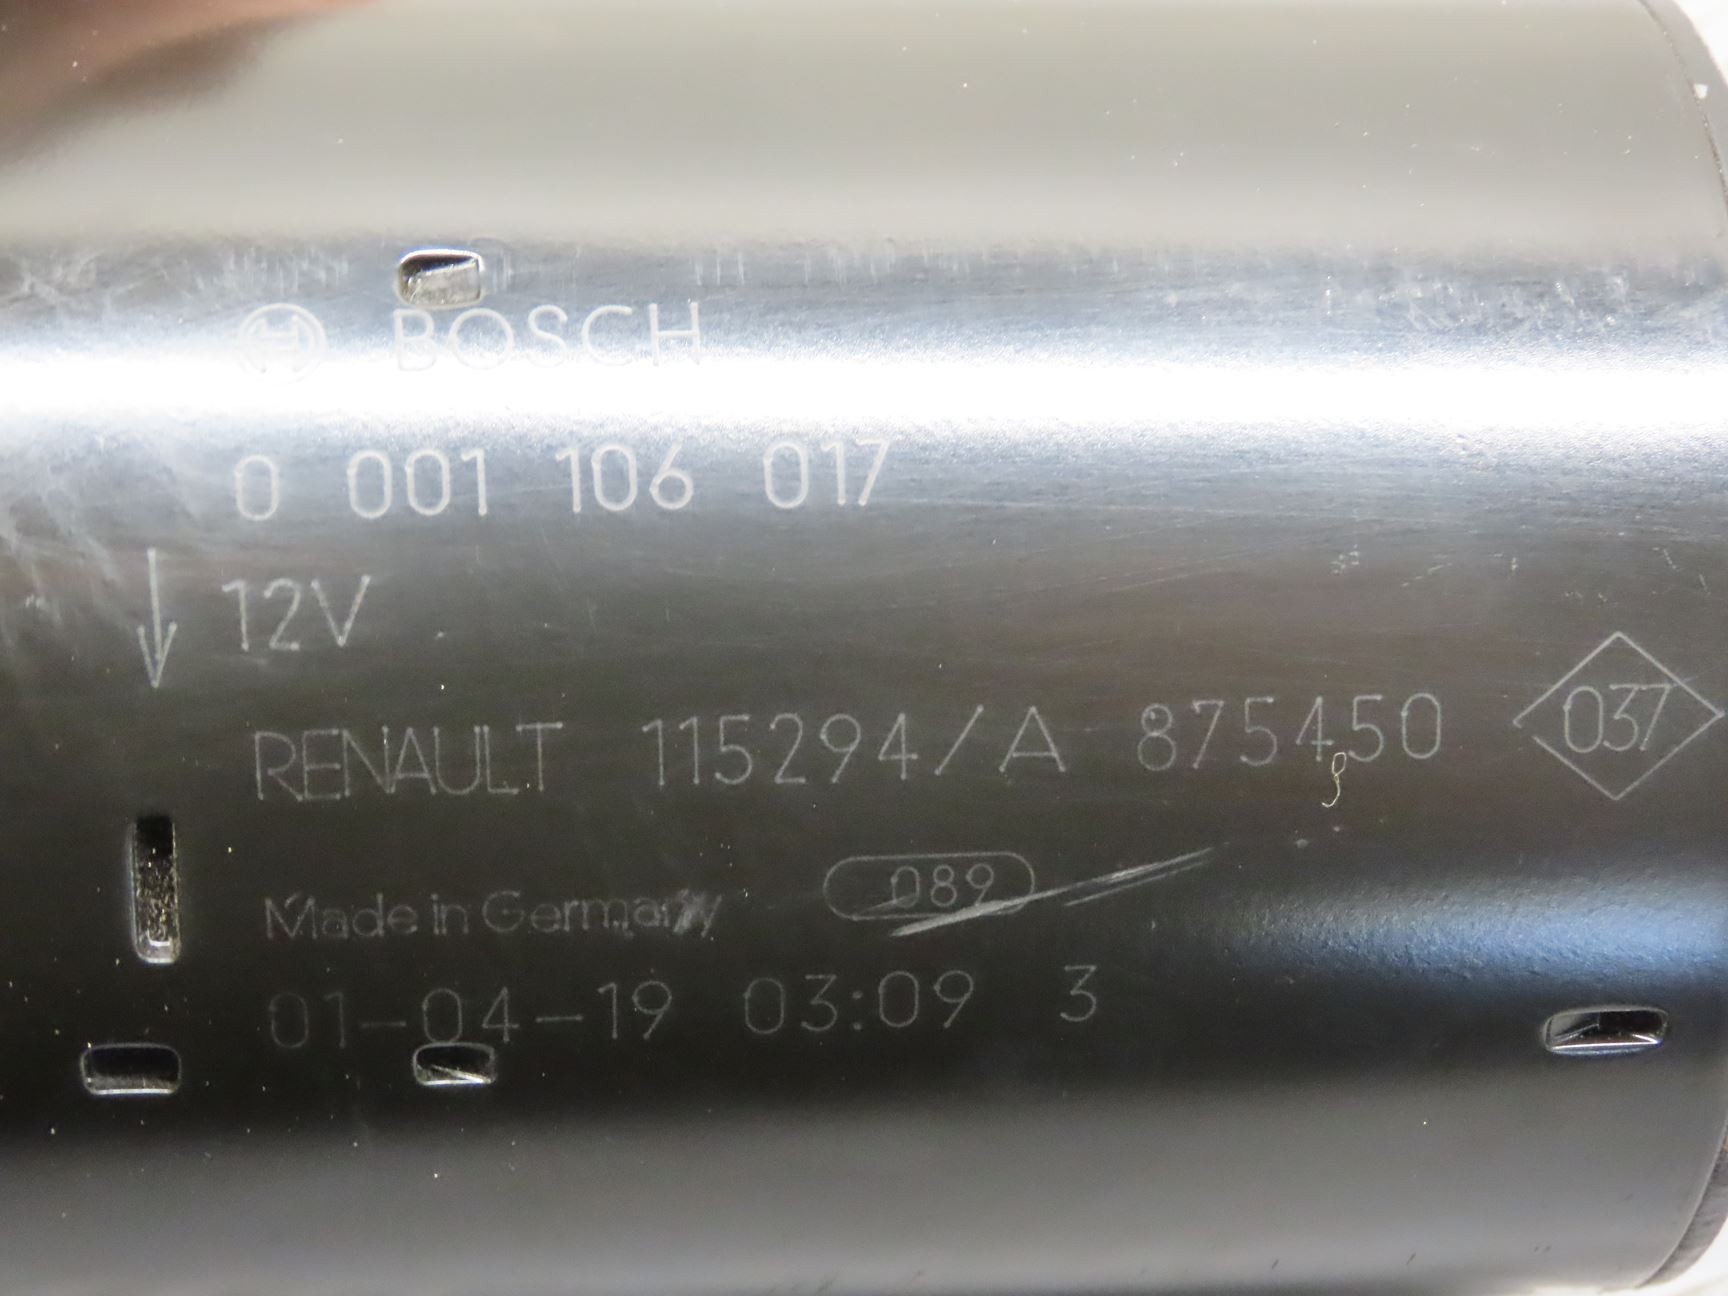 BOSCH
0 001 106 017
12V
RENAULT 115294/A 875450 037
Made in Germany 089
01-04-19 03:09 3